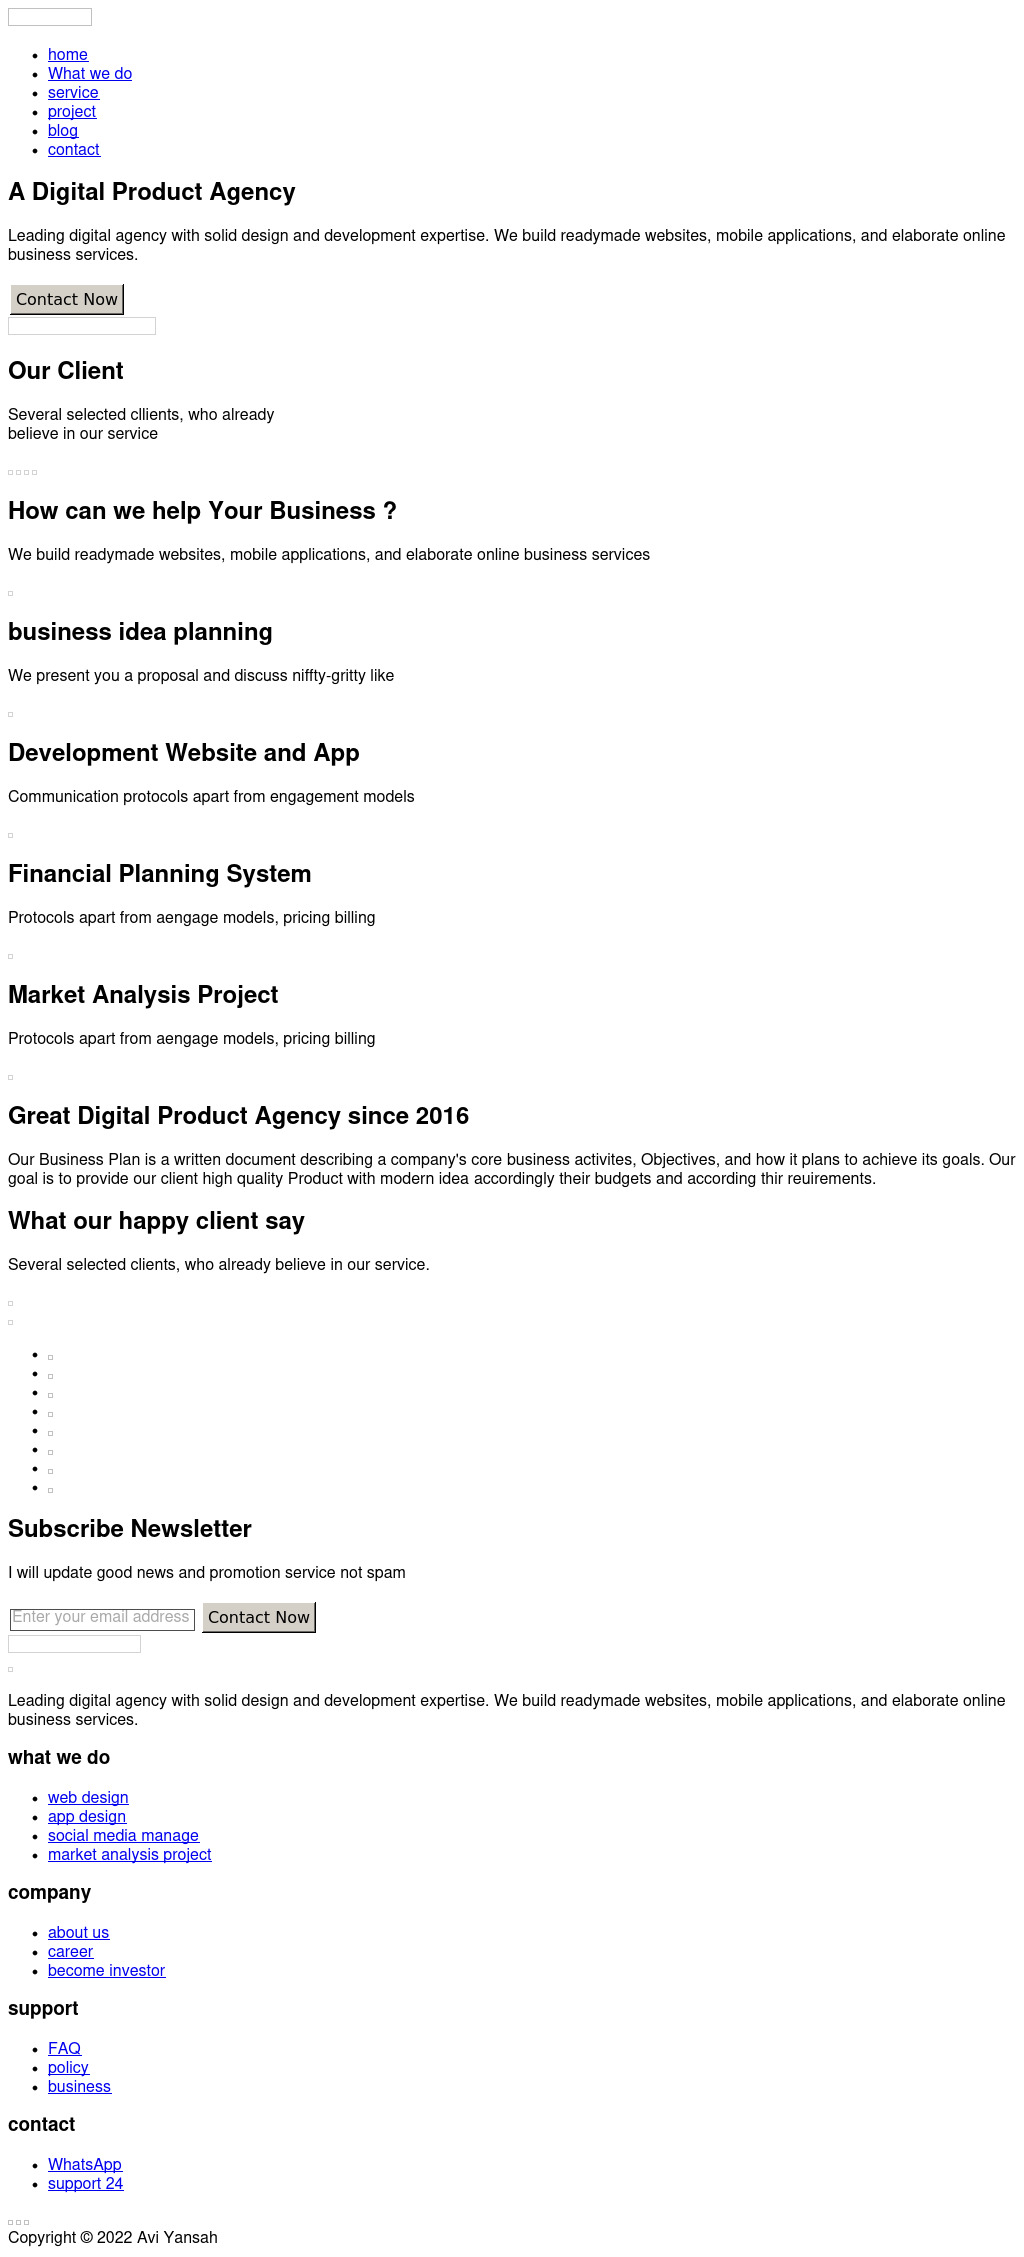 home
What we do
service
project
blog
contact
A Digital Product Agency
Leading digital agency with solid design and development expertise. We build readymade websites, mobile applications, and elaborate online
business services.
Contact Now
Our Client
Several selected cllients, who already
believe in our service
How can we help Your Business ?
We build readymade websites, mobile applications, and elaborate online business services
business idea planning
We present you a proposal and discuss niffty-gritty like
Development Website and App
Communication protocols apart from engagement models
Financial Planning System
Protocols apart from aengage models, pricing billing
Market Analysis Project
Protocols apart from aengage models, pricing billing
Great Digital Product Agency since 2016
Our Business Plan is a written document describing a company's core business activites, Objectives, and how it plans to achieve its goals. Our
goal is to provide our client high quality Product with modern idea accordingly their budgets and according thir reuirements.
What our happy client say
Several selected clients, who already believe in our service.
Subscribe Newsletter
I will update good news and promotion service not spam
Enter your email address Contact Now
Leading digital agency with solid design and development expertise. We build readymade websites, mobile applications, and elaborate online
business services.
what we do
web design
app design
social media manage
market analysis project
company
about us
career
become investor
support
FAQ
policy
business
contact
WhatsApp
support 24
Copyright © 2022 Avi Yansah